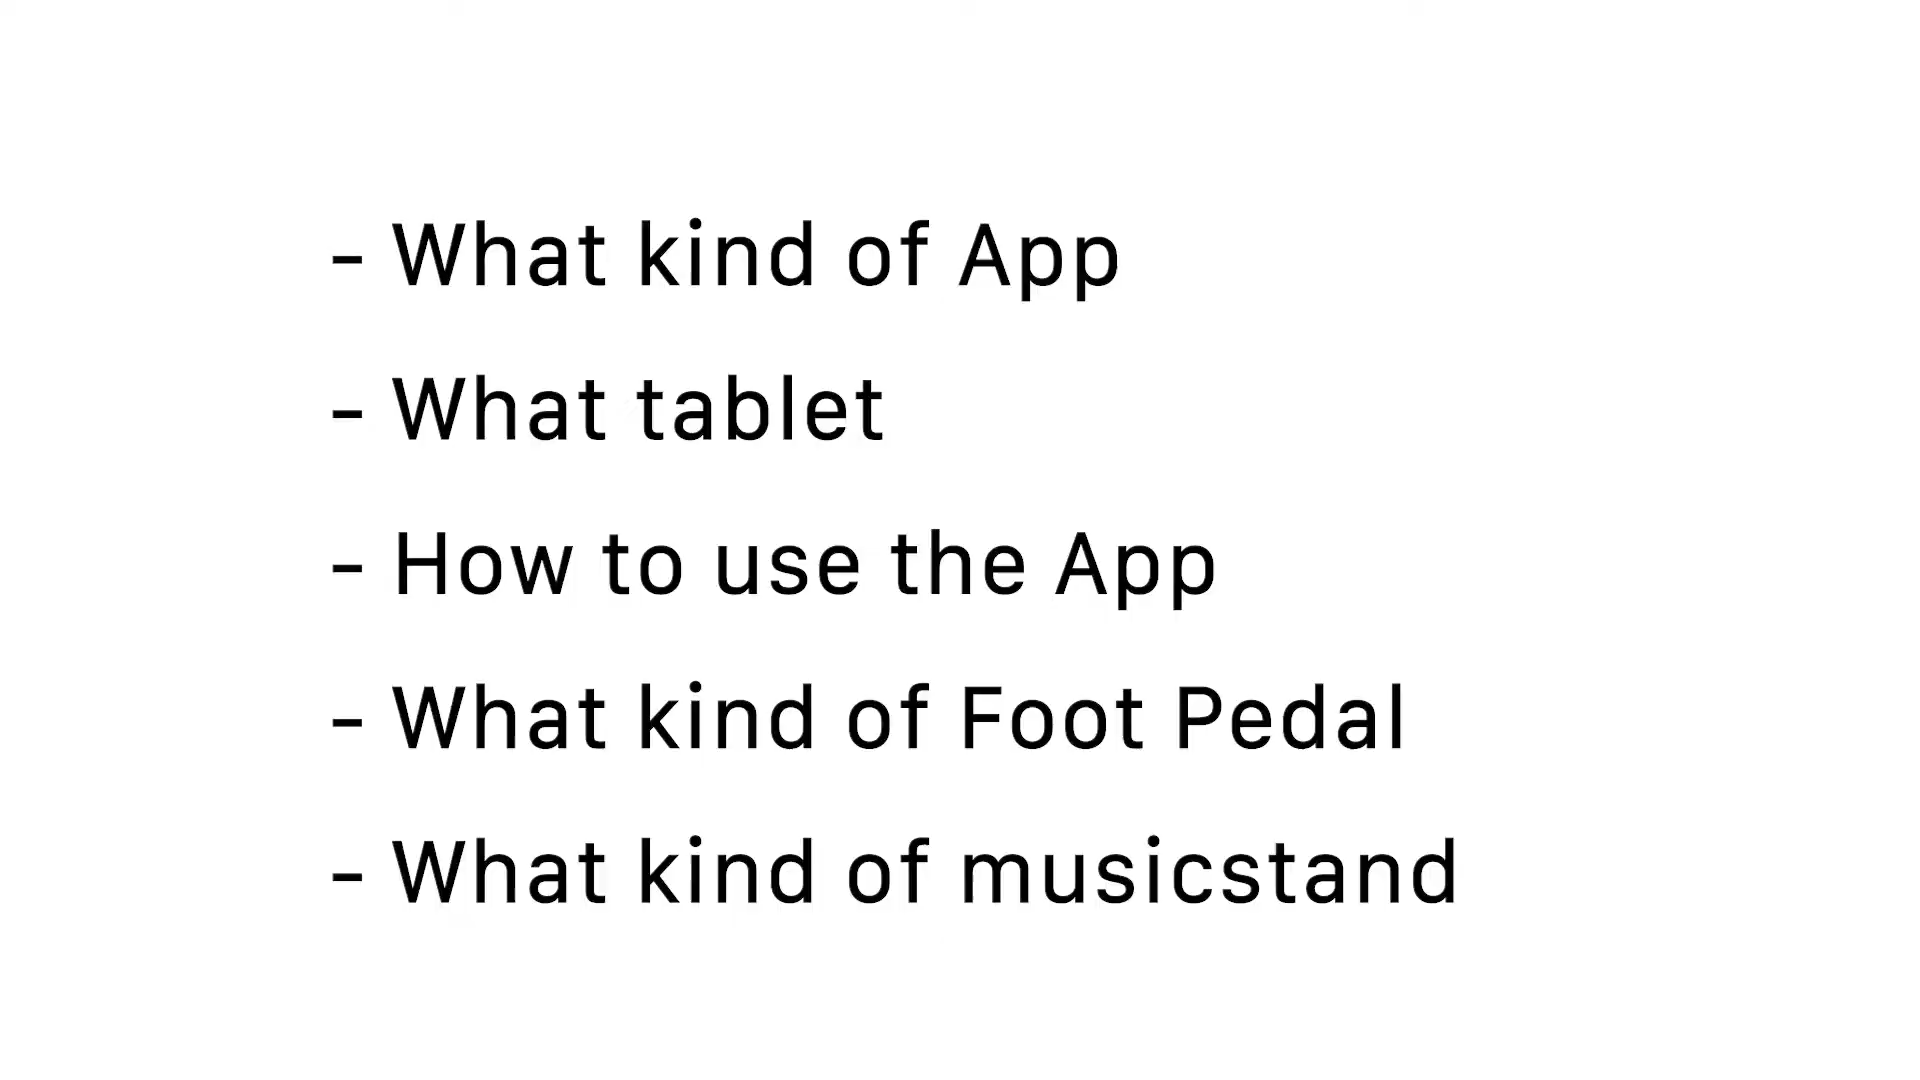 - What kind of App
- What tablet
- How to use the App
- What kind of Foot Pedal
- What kind of musicstand